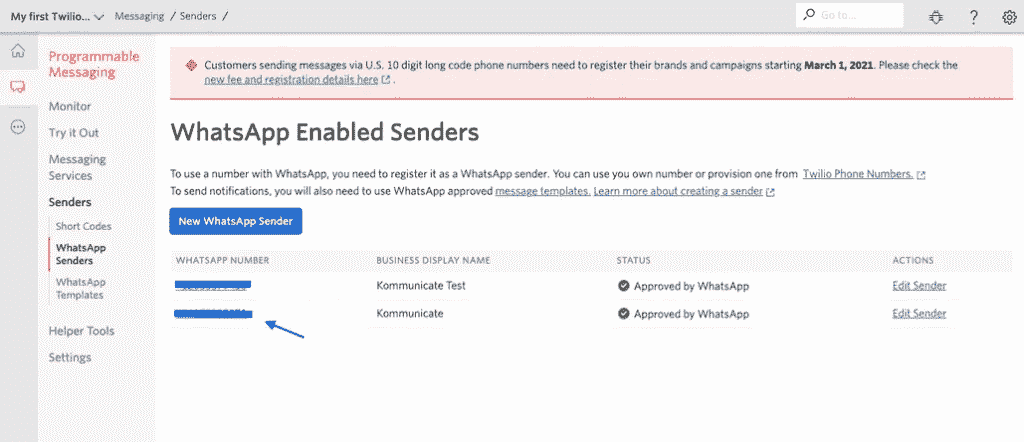 My first Twilio... Messaging / Senders / Go to...
Programmable
Messaging
Monitor
Try it Out
Messaging
Services
Senders
Short Codes
WhatsApp
Senders
WhatsApp
Templates
Helper Tools
Settings
Customers sending messages via U.S. 10 digit long code phone numbers need to register their brands and campaigns starting March 1, 2021. Please check the
new fee and registration details here .
WhatsApp Enabled Senders
To use a number with WhatsApp, you need to register it as a WhatsApp sender. You can use you own number or provision one from Twilio Phone Numbers.
To send notifications, you will also need to use WhatsApp approved message templates. Learn more about creating a sender
New WhatsApp Sender
WHATSAPP NUMBER BUSINESS DISPLAY NAME STATUS ACTIONS
Kommunicate Test Approved by WhatsApp Edit Sender
Kommunicate Approved by WhatsApp Edit Sender